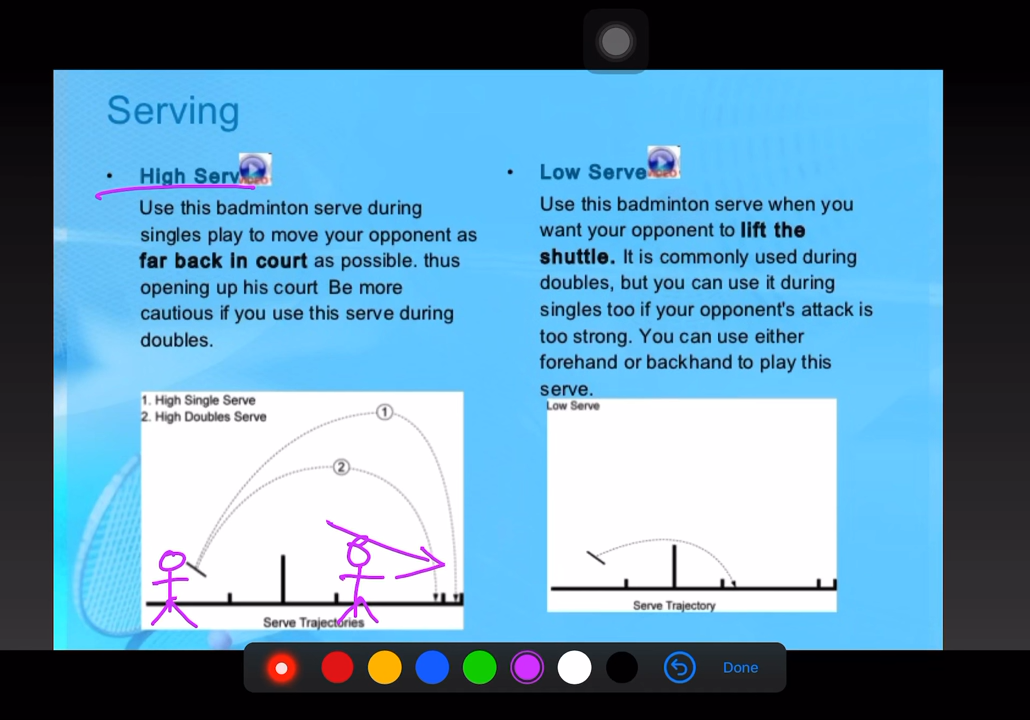 Serving
• High Serv
Use this badminton serve during
singles play to move your opponent as
far back in court as possible. thus
opening up his court Be more
cautious if you use this serve during
doubles.
1. High Single Serve
2. High Doubles Serve
1
2
Serve Trajectories
• Low Serve
Use this badminton serve when you
want your opponent to lift the
shuttle. It is commonly used during
doubles, but you can use it during
singles too if your opponent's attack is
too strong. You can use either
forehand or backhand to play this
serve.
Low Serve
Serve Trajectory
Done